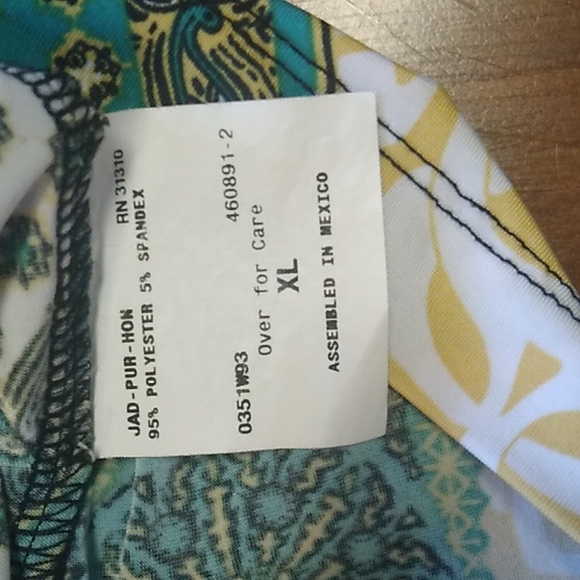 RN 31310
JAD-PUR-HON
95% POLYESTER 5% SPANDEX
460891-2
0351W93
Over for Care
XL
ASSEMBLED IN MEXICO